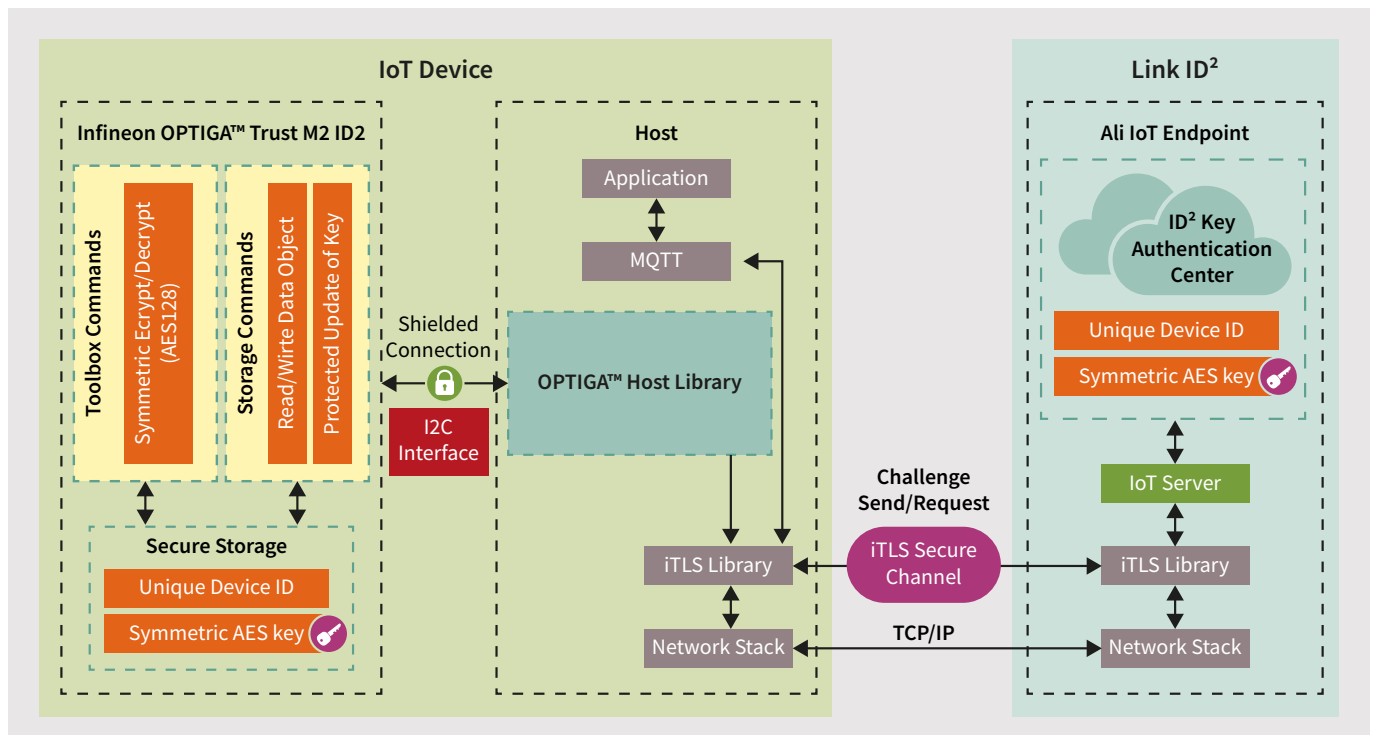 IoT Device
Infineon OPTIGA™ Trust M2 ID2
Toolbox Commands
Symmetric Ecrypt/Decrypt
(AES128)
Storage Commands
Read/Wirte Data Object
Protected Update of Key
Secure Storage
Unique Device ID
Symmetric AES key
Shielded
Connection
I2C
Interface
Host
Application
MQTT
OPTIGA™ Host Library
iTLS Library
Network Stack
Challenge
Send/Request
iTLS Secure
Channel
TCP/IP
Link ID²
Ali IoT Endpoint
ID² Key
Authentication
Center
Unique Device ID
Symmetric AES key
IoT Server
iTLS Library
Network Stack